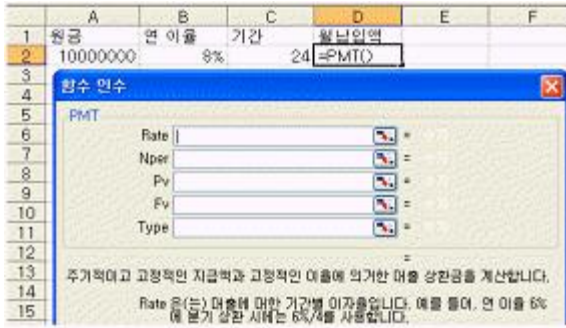 A B C D E F
1 원금 연 이율 기간 월납입액
2 10000000 8% 24 =PMT()
3
4
5
6
7
8
9
10
11
12
13
14
15
함수 인수
PMT
Rate =
Nper =
Pv =
Fv =
Type =
=
주기적이고 고정적인 지급액과 고정적인 이율에 의거한 대출 상환금을 계산합니다.
Rate 은(는) 대출에 대한 기간별 이자율입니다. 예를 들어, 연 이율 6%
에 분기 상환 시에는 6%/4를 사용합니다.